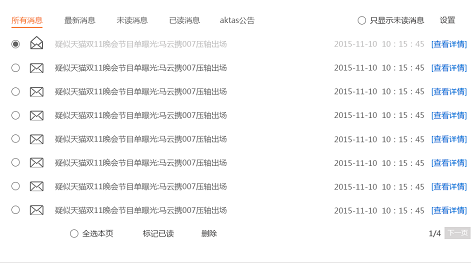 所有消息 最新消息 未读消息 已读消息 aktas公告 只显示未读消息 设置
疑似天猫双11晚会节目单曝光:马云携007压轴出场 2015-11-10 10：15：45 [查看详情]
疑似天猫双11晚会节目单曝光:马云携007压轴出场 2015-11-10 10：15：45 [查看详情]
疑似天猫双11晚会节目单曝光:马云携007压轴出场 2015-11-10 10：15：45 [查看详情]
疑似天猫双11晚会节目单曝光:马云携007压轴出场 2015-11-10 10：15：45 [查看详情]
疑似天猫双11晚会节目单曝光:马云携007压轴出场 2015-11-10 10：15：45 [查看详情]
疑似天猫双11晚会节目单曝光:马云携007压轴出场 2015-11-10 10：15：45 [查看详情]
疑似天猫双11晚会节目单曝光:马云携007压轴出场 2015-11-10 10：15：45 [查看详情]
疑似天猫双11晚会节目单曝光:马云携007压轴出场 2015-11-10 10：15：45 [查看详情]
全选本页 标记已读 删除 1/4 下一页